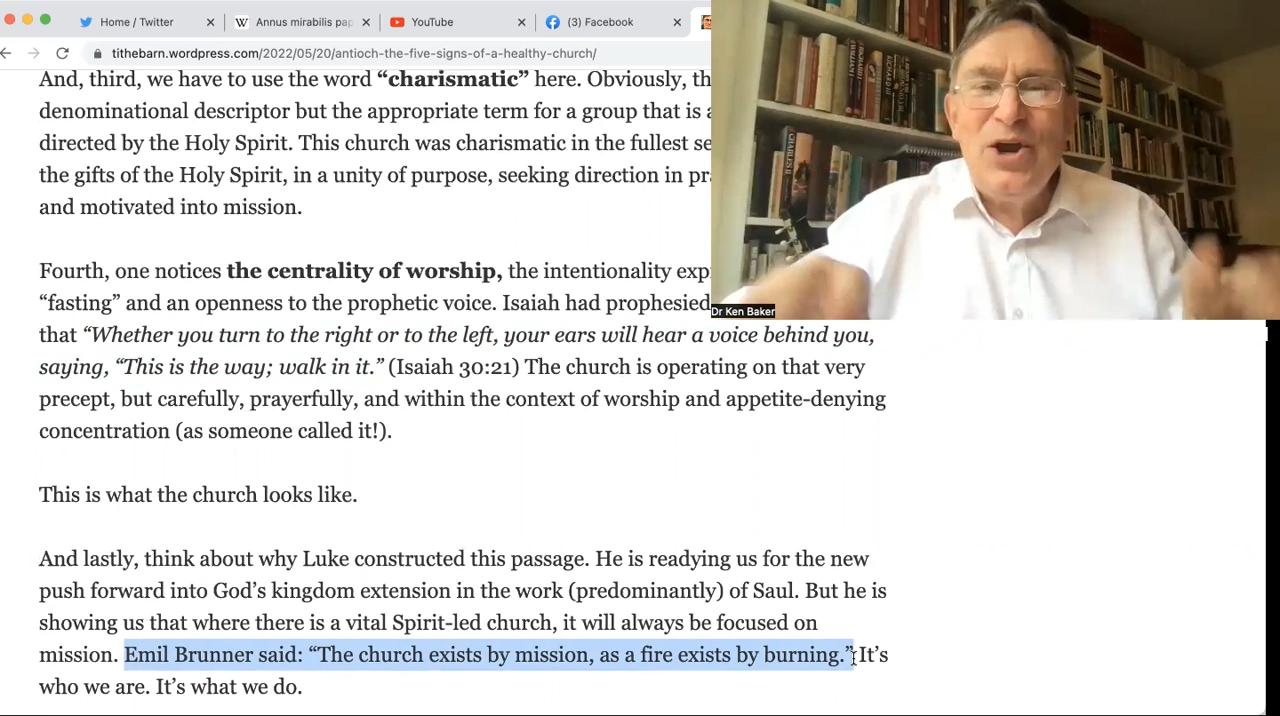 Home / Twitter
Annus mirabilis pap
YouTube
(3) Facebook
tithebarn.wordpress.com/2022/05/20/antioch-the-five-signs-of-a-healthy-church/
And, third, we have to use the word “charismatic” here. Obviously, th
denominational descriptor but the appropriate term for a group that is a
directed by the Holy Spirit. This church was charismatic in the fullest se
the gifts of the Holy Spirit, in a unity of purpose, seeking direction in pra
and motivated into mission.
Fourth, one notices the centrality of worship, the intentionality exp
“fasting” and an openness to the prophetic voice. Isaiah had prophesied
that “Whether you turn to the right or to the left, your ears will hear a voice behind you,
saying, “This is the way; walk in it.” (Isaiah 30:21) The church is operating on that very
precept, but carefully, prayerfully, and within the context of worship and appetite-denying
concentration (as someone called it!).
This is what the church looks like.
And lastly, think about why Luke constructed this passage. He is readying us for the new
push forward into God’s kingdom extension in the work (predominantly) of Saul. But he is
showing us that where there is a vital Spirit-led church, it will always be focused on
mission. Emil Brunner said: “The church exists by mission, as a fire exists by burning.” It’s
who we are. It’s what we do.
Dr Ken Baker
RICHARD III
CHARLES II